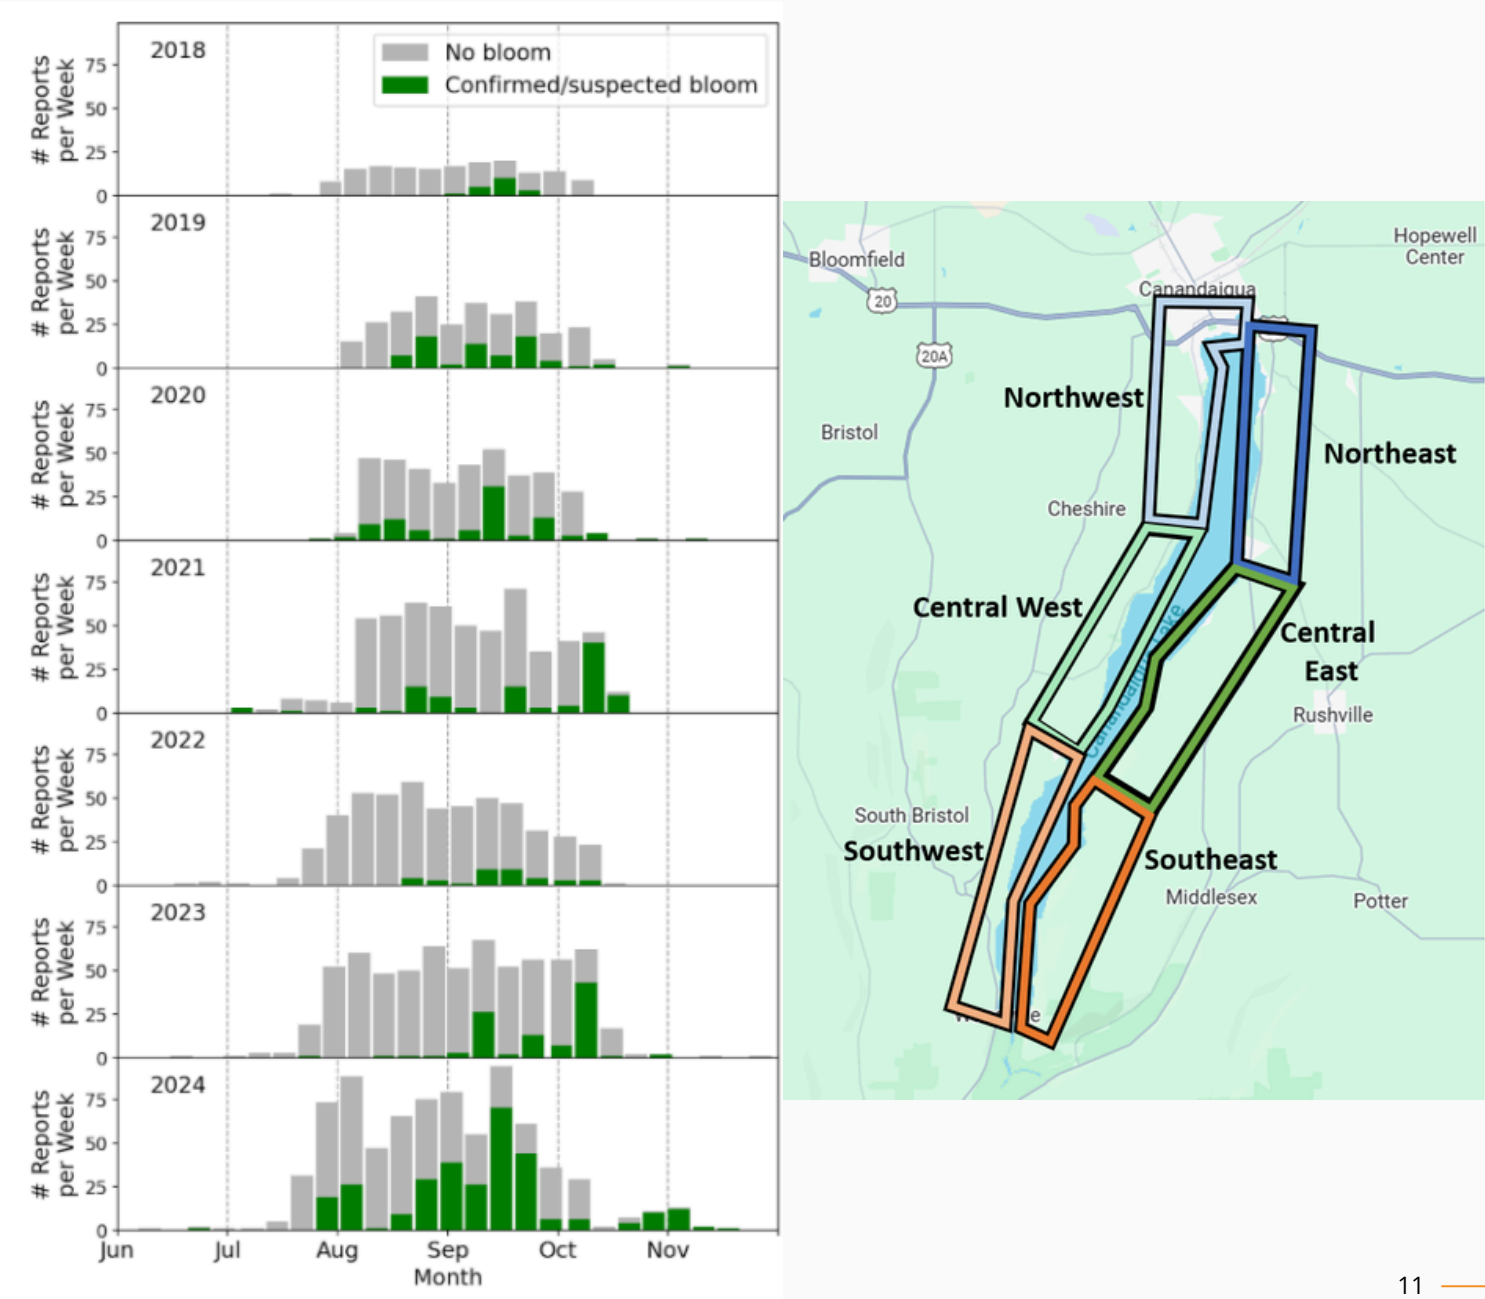 2018
No bloom
Confirmed/suspected bloom
# Reports
per Week
75
50
25
0
2019
# Reports
per Week
75
50
25
0
2020
# Reports
per Week
75
50
25
0
2021
# Reports
per Week
75
50
25
0
2022
# Reports
per Week
75
50
25
0
2023
# Reports
per Week
75
50
25
0
2024
# Reports
per Week
75
50
25
0
Jun Jul Aug Sep Oct Nov
Month
Hopewell
Center
Bloomfield
Canandaigua
20
20A
Northwest
Bristol
Northeast
Cheshire
Central West
Canandaigua Lake
Central
East
Rushville
South Bristol
Southwest
Southeast
Middlesex
Potter
11